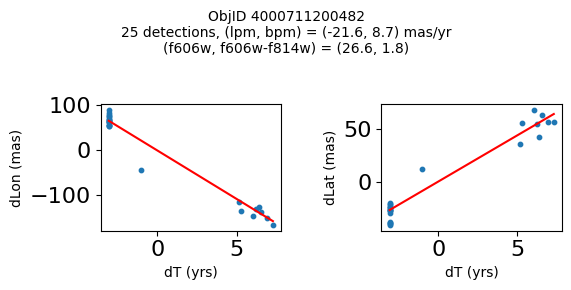 ObjID 4000711200482
25 detections, (lpm, bpm) = (-21.6, 8.7) mas/yr
(f606w, f606w-f814w) = (26.6, 1.8)
dLon (mas)
100
0
−100
0
5
dT (yrs)
dLat (mas)
50
0
0
5
dT (yrs)